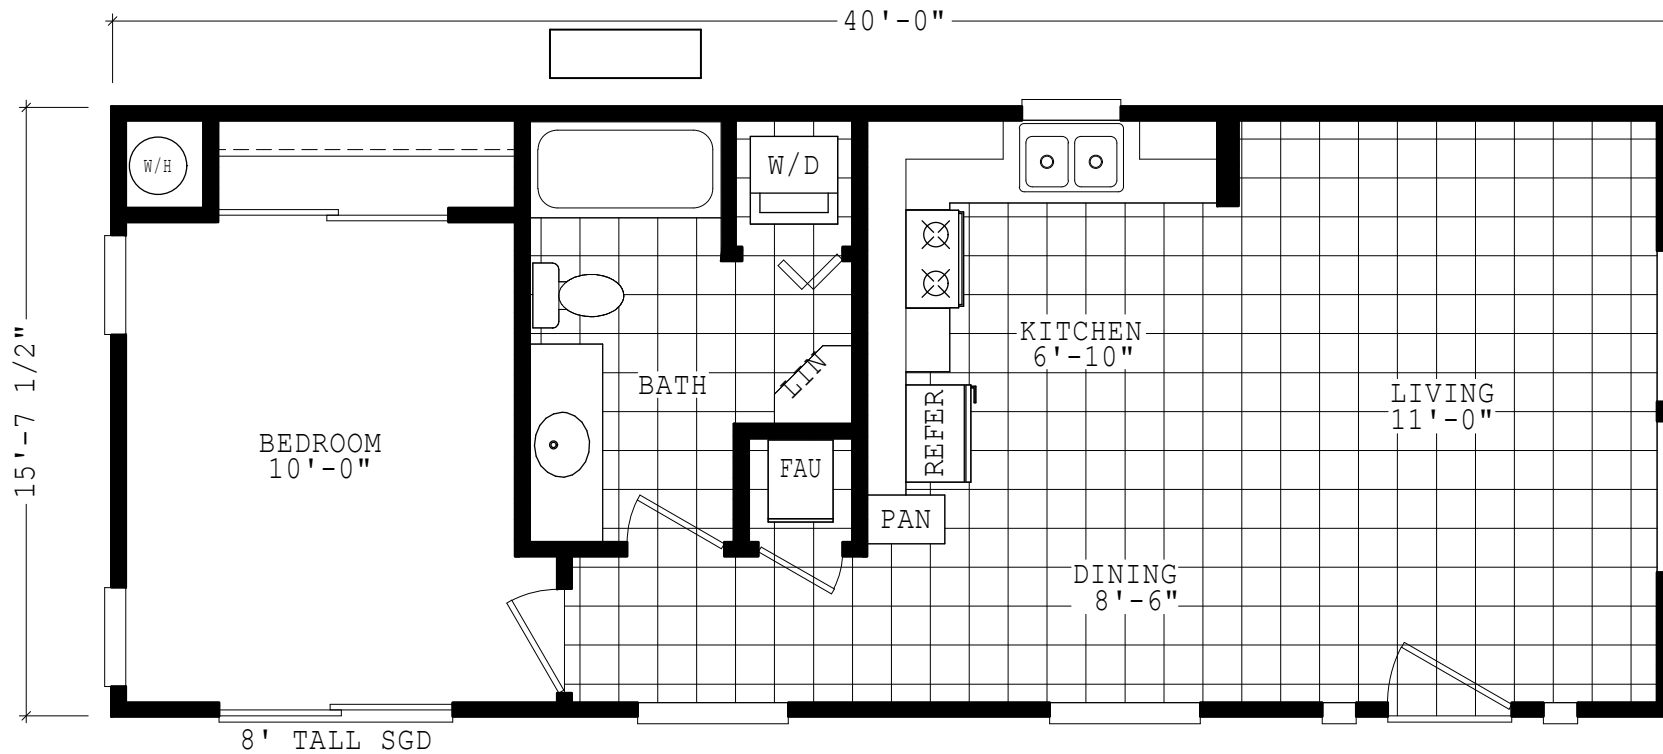 40'-0"
15'-7 1/2"
W/H
W/D
KITCHEN
6'-10"
BATH
LIN
LIVING
11'-0"
REFER
BEDROOM
10'-0"
FAU
PAN
DINING
8'-6"
8' TALL SGD